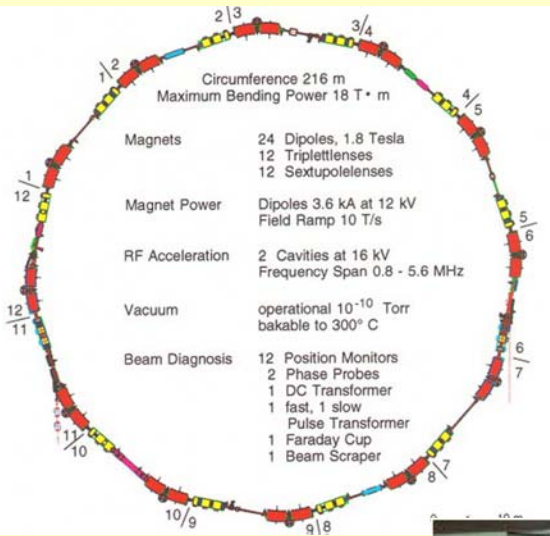 2/3
3/4
1/2
4/5
Circumference 216 m
Maximum Bending Power 18 T • m
Magnets 24 Dipoles, 1.8 Tesla
12 Triplettlenses
12 Sextupolelenses
1/12
Magnet Power Dipoles 3.6 kA at 12 kV
Field Ramp 10 T/s
5/6
RF Acceleration 2 Cavities at 16 kV
Frequency Span 0.8 - 5.6 MHz
Vacuum operational 10⁻¹⁰ Torr
bakable to 300° C
12/11
6/7
Beam Diagnosis 12 Position Monitors
2 Phase Probes
1 DC Transformer
1 fast, 1 slow
Pulse Transformer
1 Faraday Cup
1 Beam Scraper
11/10
8/7
10/9
9/8